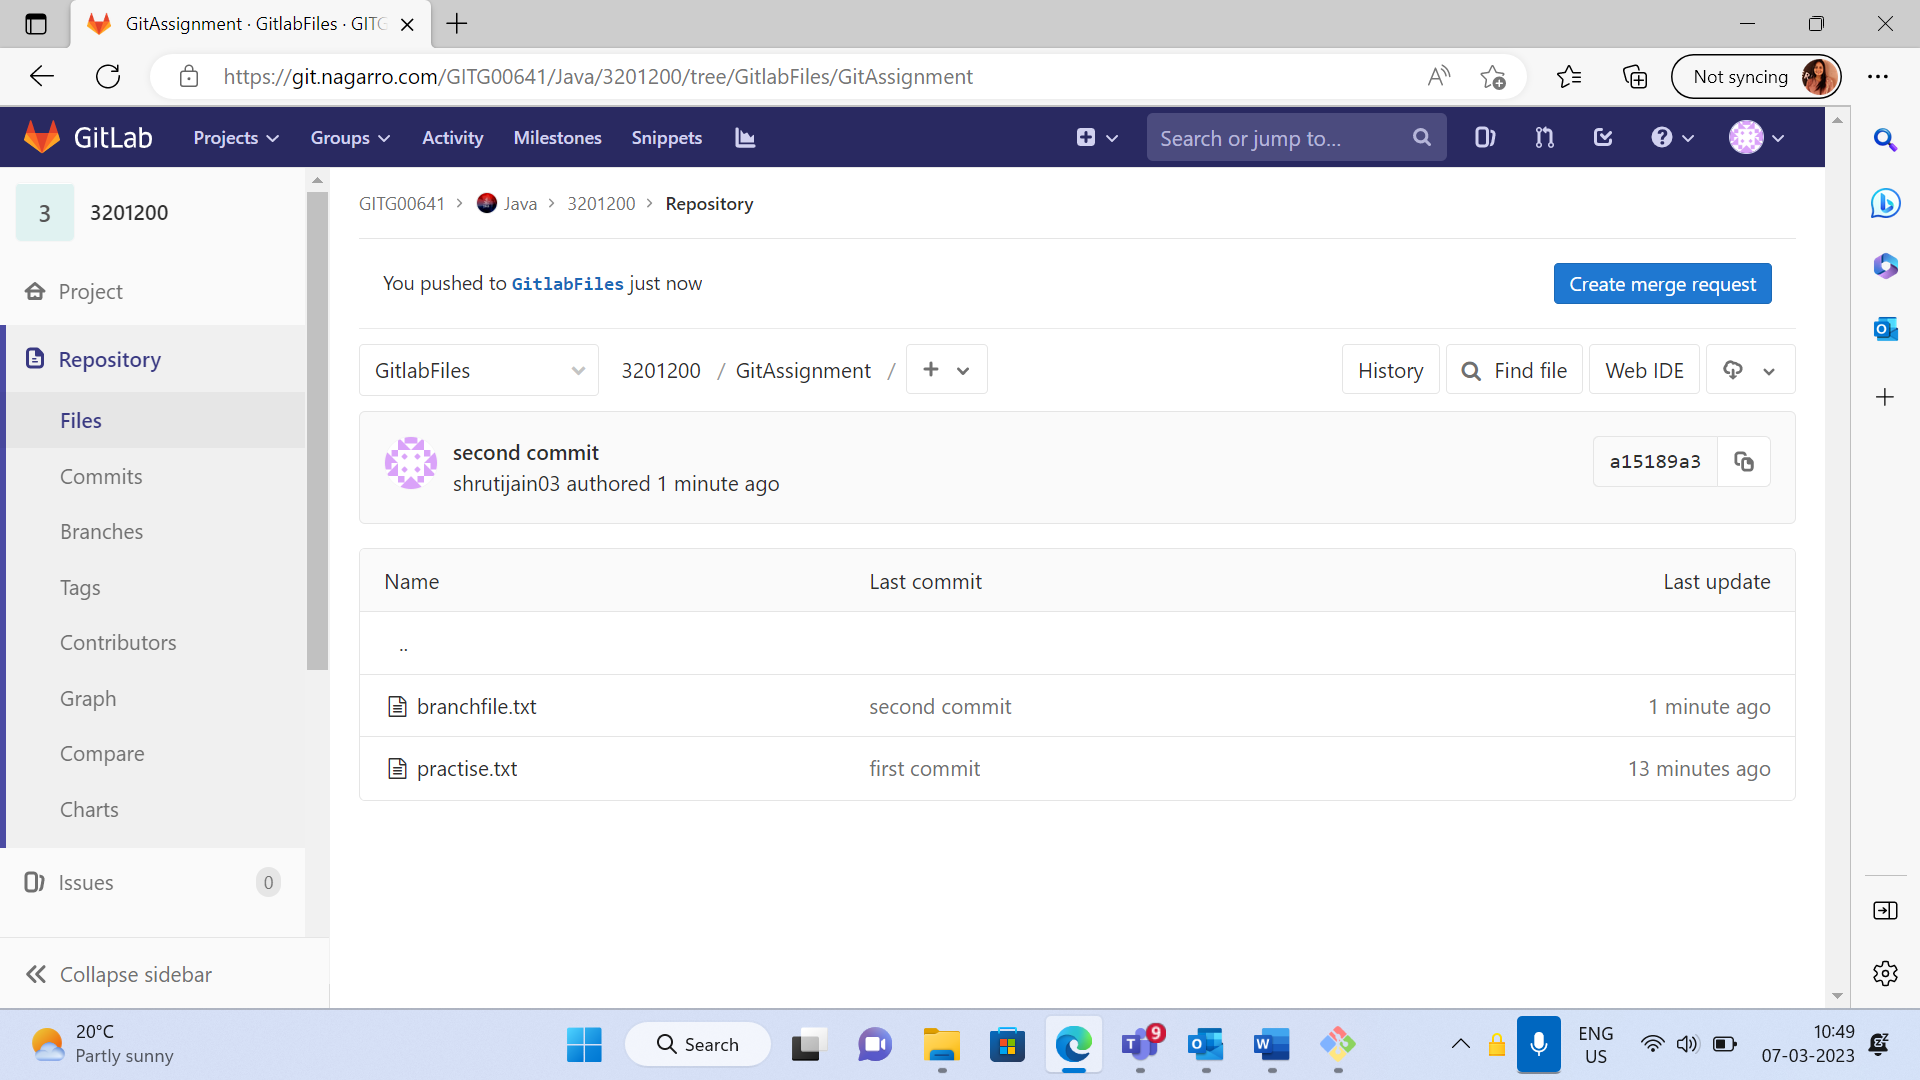 GitAssignment · GitlabFiles · GITG
https://git.nagarro.com/GITG00641/Java/3201200/tree/GitlabFiles/GitAssignment
Not syncing
GitLab Projects Groups Activity Milestones Snippets Search or jump to...
3 3201200
Project
Repository
Files
Commits
Branches
Tags
Contributors
Graph
Compare
Charts
Issues 0
Collapse sidebar
GITG00641 > Java > 3201200 > Repository
You pushed to GitlabFiles just now Create merge request
GitlabFiles 3201200 / GitAssignment / + History Find file Web IDE
second commit
shrutijain03 authored 1 minute ago
a15189a3
Name Last commit Last update
..
branchfile.txt second commit 1 minute ago
practise.txt first commit 13 minutes ago
20°C
Partly sunny
Search
9
ENG
US
10:49
07-03-2023